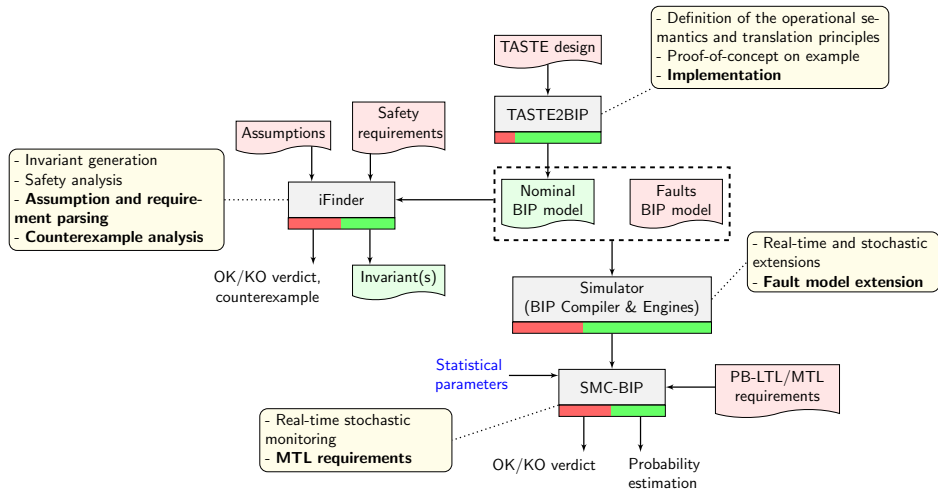 - Definition of the operational se-
mantics and translation principles
- Proof-of-concept on example
- Implementation
TASTE design
TASTE2BIP
Assumptions
Safety
requirements
- Invariant generation
- Safety analysis
- Assumption and require-
ment parsing
- Counterexample analysis
iFinder
Nominal
BIP model
Faults
BIP model
OK/KO verdict,
counterexample
Invariant(s)
- Real-time and stochastic
extensions
- Fault model extension
Simulator
(BIP Compiler & Engines)
Statistical
parameters
SMC-BIP
PB-LTL/MTL
requirements
- Real-time stochastic
monitoring
- MTL requirements
OK/KO verdict
Probability
estimation